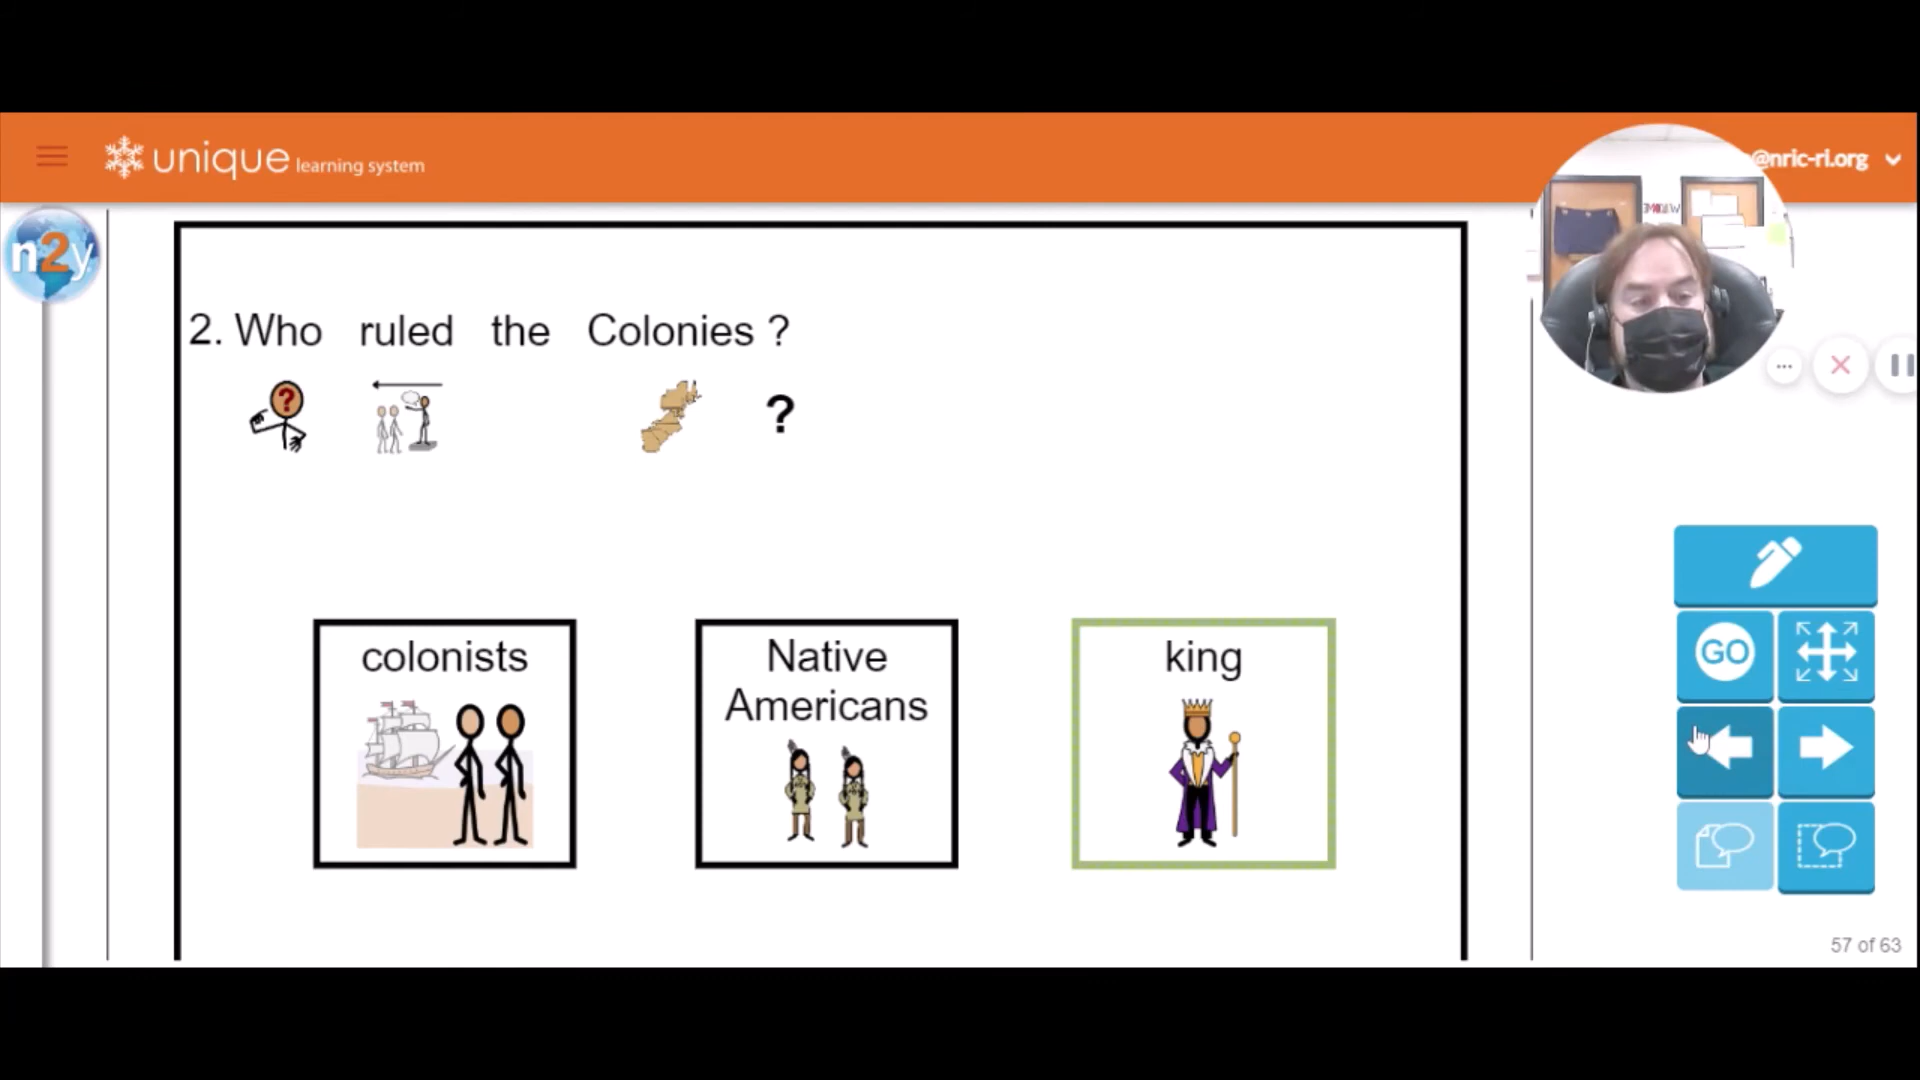 unique learning system
@nric-ri.org
n2y
2. Who ruled the Colonies ?
?
?
colonists
Native
Americans
king
GO
57 of 63